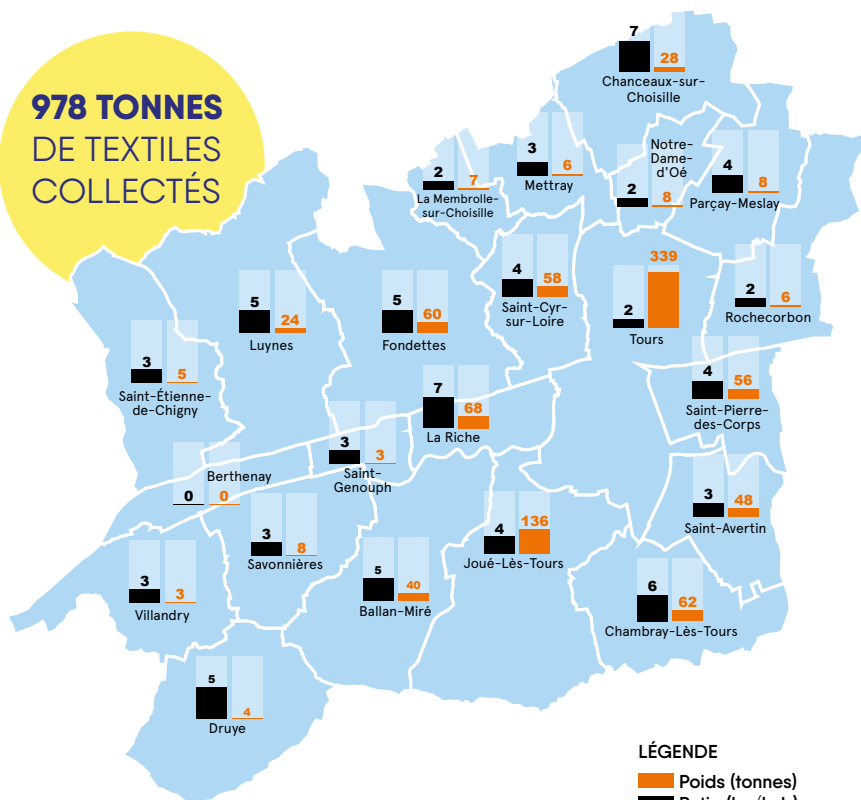 978 TONNES
DE TEXTILES
COLLECTÉS
7
28
Chanceaux-sur-
Choisille
3
6
Mettray
2
7
La Membrolle-
sur-Choisille
Notre-
Dame-
d'Oé
2
8
4
8
Parçay-Meslay
5
24
Luynes
5
60
Fondettes
4
58
Saint-Cyr-
sur-Loire
339
2
Tours
2
6
Rochecorbon
3
5
Saint-Étienne-
de-Chigny
7
68
La Riche
4
56
Saint-Pierre-
des-Corps
3
3
Saint-
Genouph
Berthenay
0
0
3
8
Savonnières
4
136
Joué-Lès-Tours
3
48
Saint-Avertin
3
3
Villandry
5
40
Ballan-Miré
6
62
Chambray-Lès-Tours
5
4
Druye
LÉGENDE
Poids (tonnes)